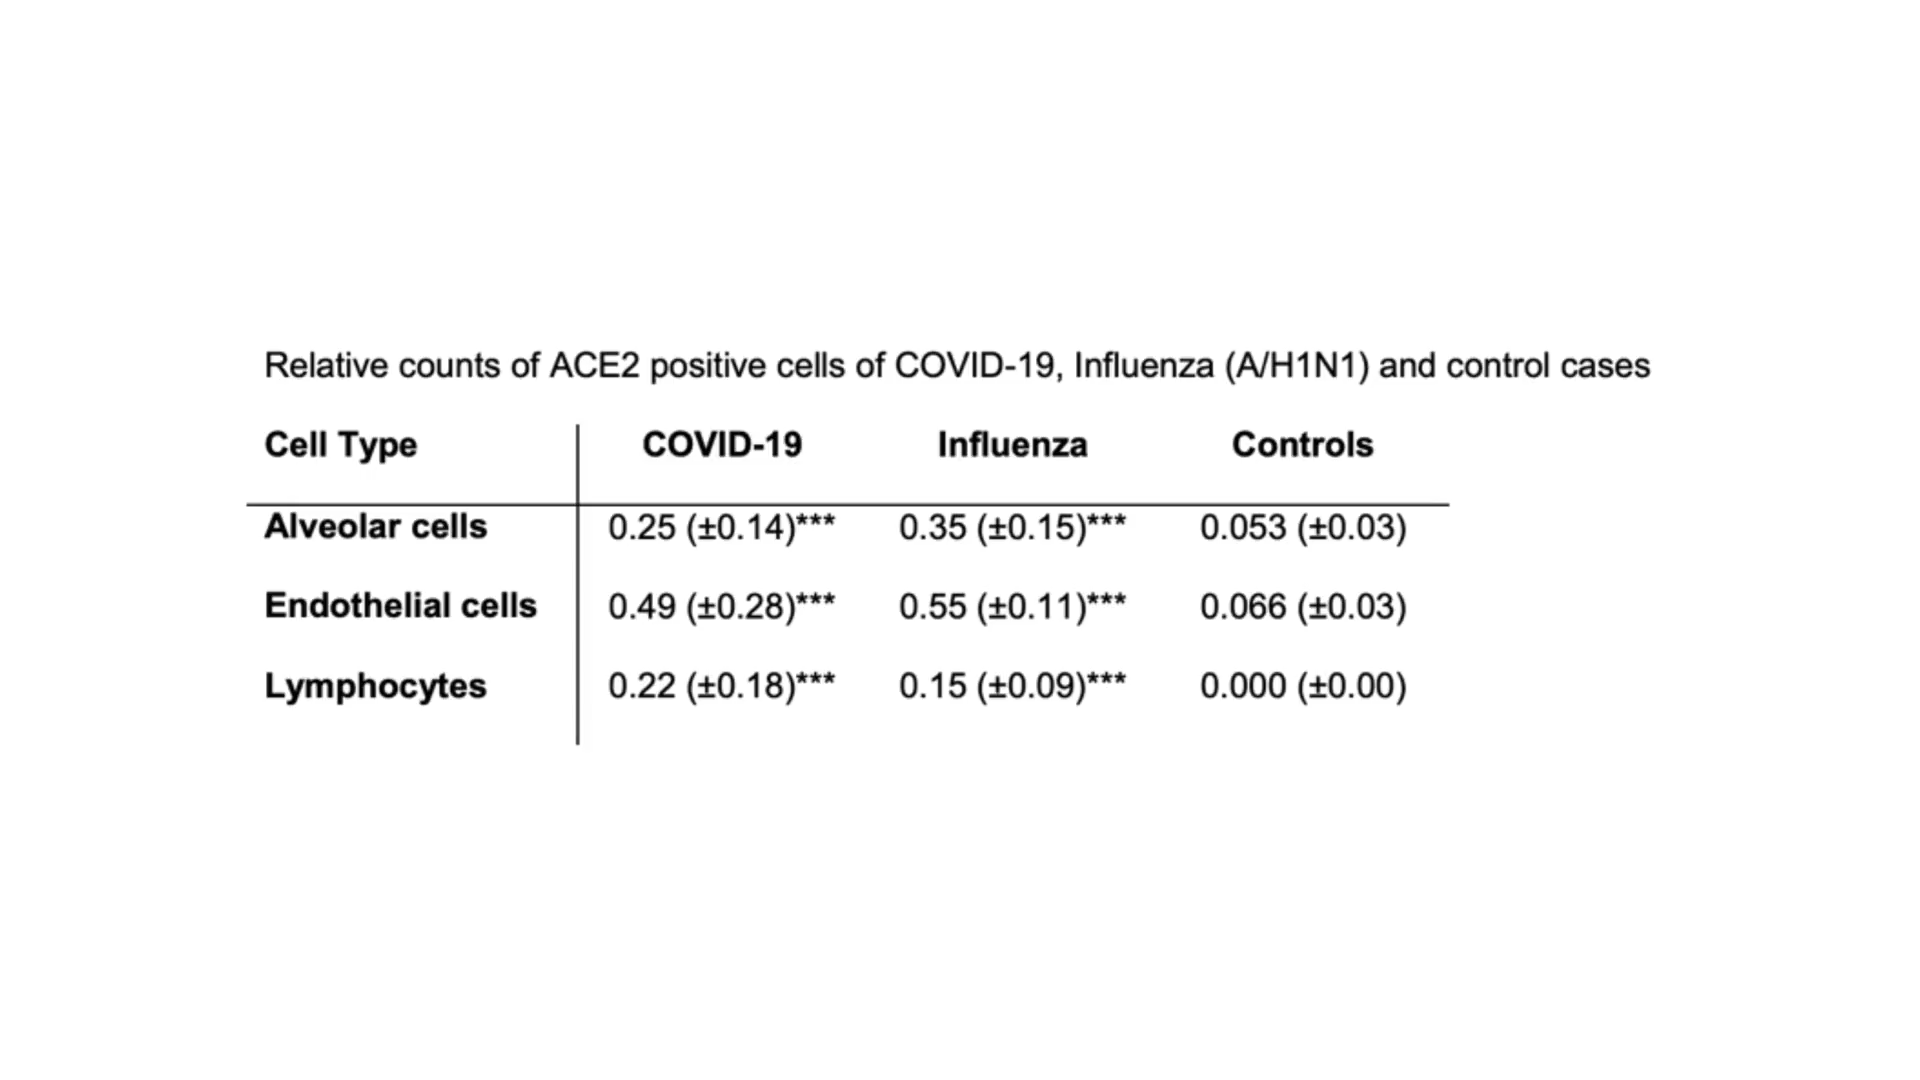 Relative counts of ACE2 positive cells of COVID-19, Influenza (A/H1N1) and control cases
Cell Type COVID-19 Influenza Controls
Alveolar cells 0.25 (±0.14)*** 0.35 (±0.15)*** 0.053 (±0.03)
Endothelial cells 0.49 (±0.28)*** 0.55 (±0.11)*** 0.066 (±0.03)
Lymphocytes 0.22 (±0.18)*** 0.15 (±0.09)*** 0.000 (±0.00)